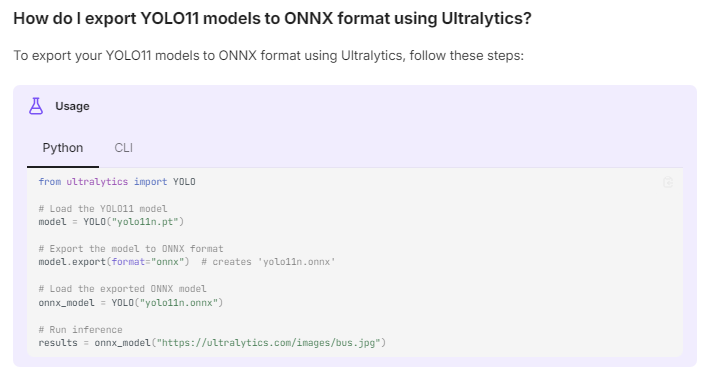 How do I export YOLO11 models to ONNX format using Ultralytics?
To export your YOLO11 models to ONNX format using Ultralytics, follow these steps:
Usage
Python CLI
from ultralytics import YOLO
# Load the YOLO11 model
model = YOLO("yolo11n.pt")
# Export the model to ONNX format
model.export(format="onnx")  # creates 'yolo11n.onnx'
# Load the exported ONNX model
onnx_model = YOLO("yolo11n.onnx")
# Run inference
results = onnx_model("https://ultralytics.com/images/bus.jpg")